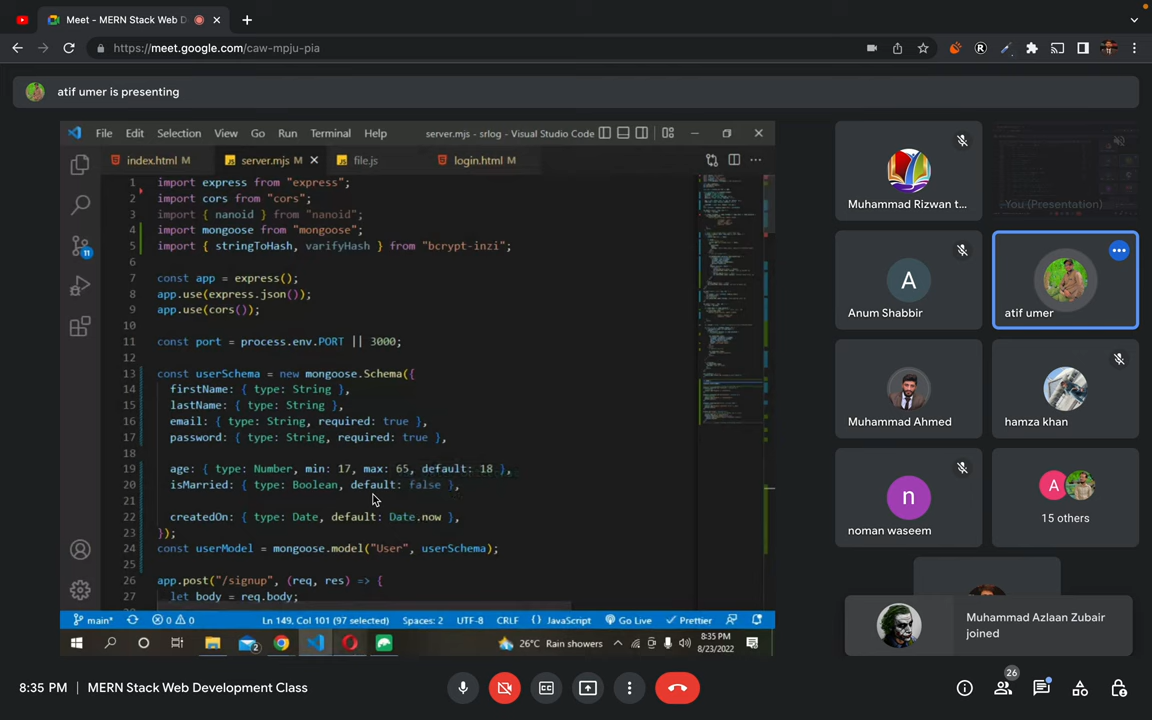 Meet - MERN Stack Web D
https://meet.google.com/caw-mpju-pia
atif umer is presenting
File Edit Selection View Go Run Terminal Help
server.mjs - srlog - Visual Studio Code
index.html M
server.mjs M
file.js
login.html M
1 import express from "express";
2 import cors from "cors";
3 import { nanoid } from "nanoid";
4 import mongoose from "mongoose";
5 import { stringToHash, varifyHash } from "bcrypt-inzi";
6
7 const app = express();
8 app.use(express.json());
9 app.use(cors());
10
11 const port = process.env.PORT || 3000;
12
13 const userSchema = new mongoose.Schema({
14 firstName: { type: String },
15 lastName: { type: String },
16 email: { type: String, required: true },
17 password: { type: String, required: true },
18
19 age: { type: Number, min: 17, max: 65, default: 18 },
20 isMarried: { type: Boolean, default: false },
21
22 createdOn: { type: Date, default: Date.now },
23 });
24 const userModel = mongoose.model("User", userSchema);
25
26 app.post("/signup", (req, res) => {
27 let body = req.body;
11
main*
0 0
Ln 149, Col 101 (97 selected)
Spaces: 2
UTF-8
CRLF
{} JavaScript
Go Live
Prettier
2
26°C Rain showers
8:35 PM
8/23/2022
Muhammad Rizwan t...
You (Presentation)
A
Anum Shabbir
atif umer
Muhammad Ahmed
hamza khan
n
noman waseem
A
15 others
Muhammad Azlaan Zubair
joined
8:35 PM
MERN Stack Web Development Class
26